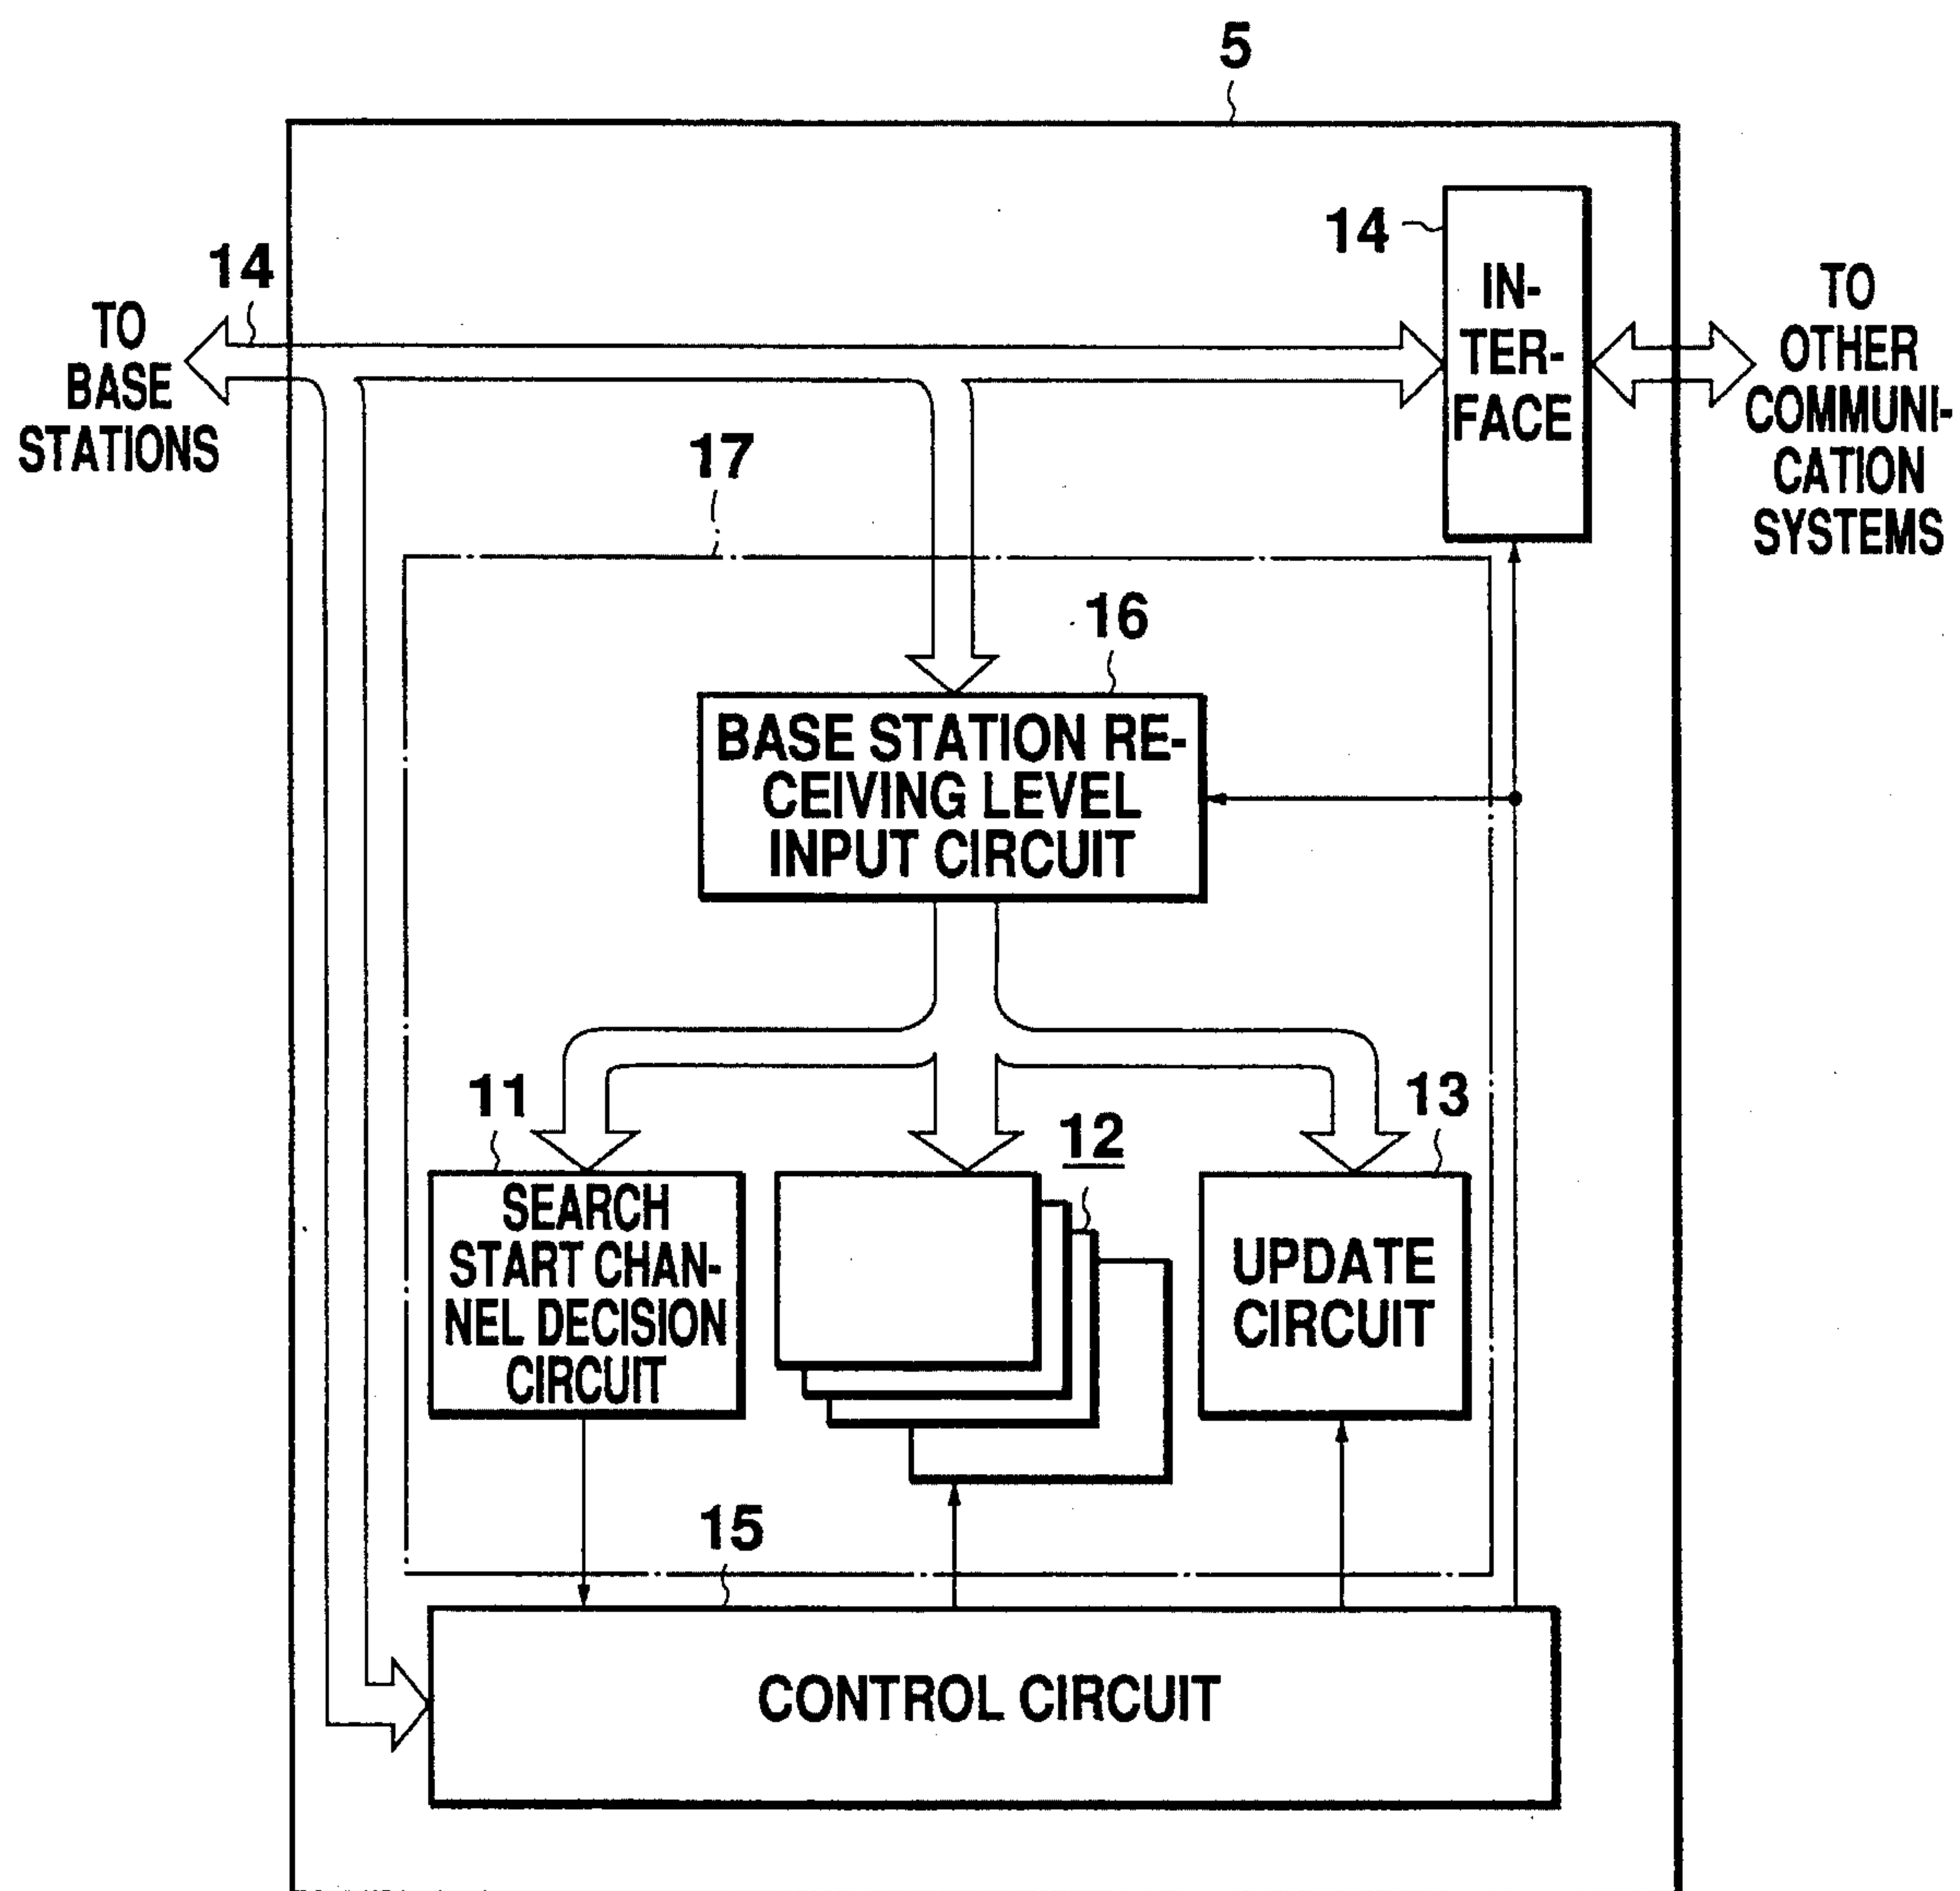 5
14
IN-
TER-
FACE
14
TO
BASE
STATIONS
TO
OTHER
COMMUNI-
CATION
SYSTEMS
17
16
BASE STATION RE-
CEIVING LEVEL
INPUT CIRCUIT
11
SEARCH
START CHAN-
NEL DECISION
CIRCUIT
12
13
UPDATE
CIRCUIT
15
CONTROL CIRCUIT